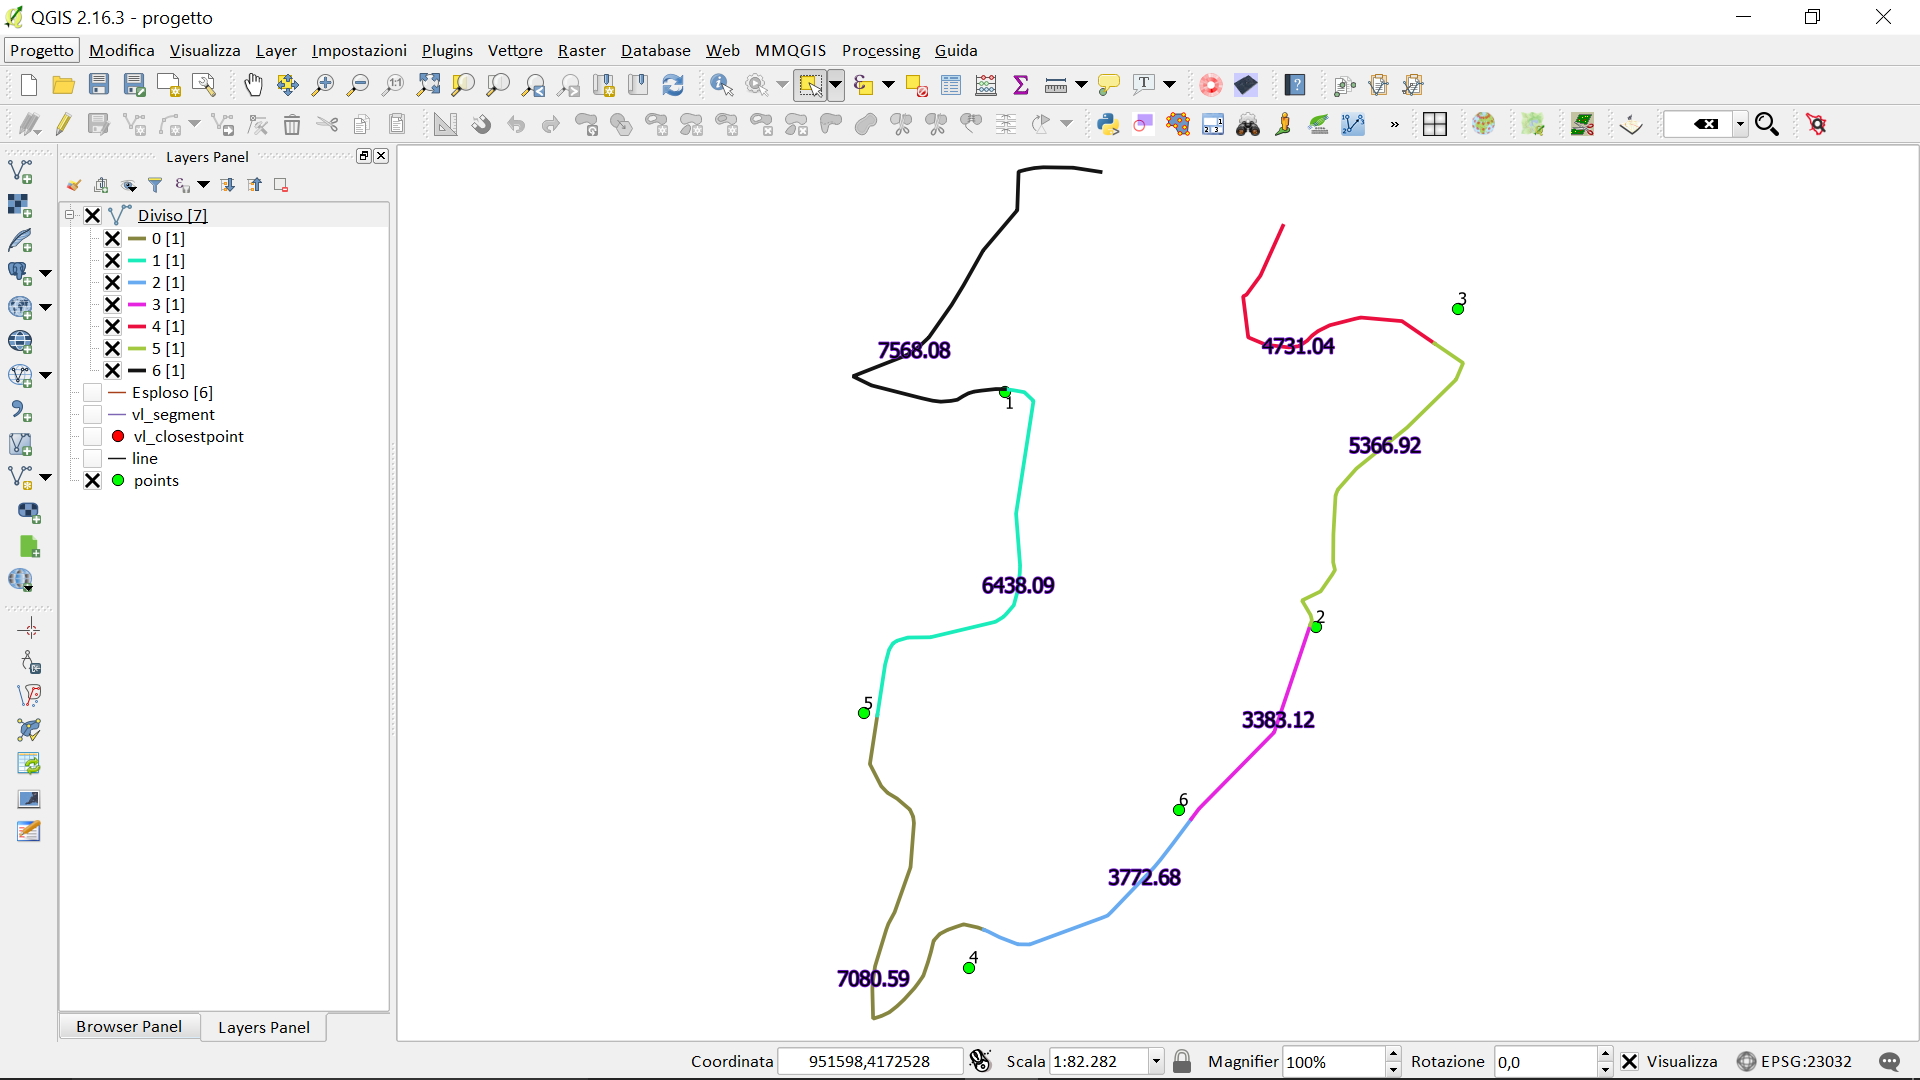 QGIS 2.16.3 - progetto
Progetto Modifica Visualizza Layer Impostazioni Plugins Vettore Raster Database Web MMQGIS Processing Guida
Layers Panel
Diviso [7]
0 [1]
1 [1]
2 [1]
3 [1]
4 [1]
5 [1]
6 [1]
Esploso [6]
vl_segment
vl_closestpoint
line
points
7568.08
4731.04
3
1
5366.92
6438.09
2
5
3383.12
6
3772.68
4
7080.59
Browser Panel Layers Panel
Coordinata 951598,4172528 Scala 1:82.282 Magnifier 100% Rotazione 0,0 Visualizza EPSG:23032